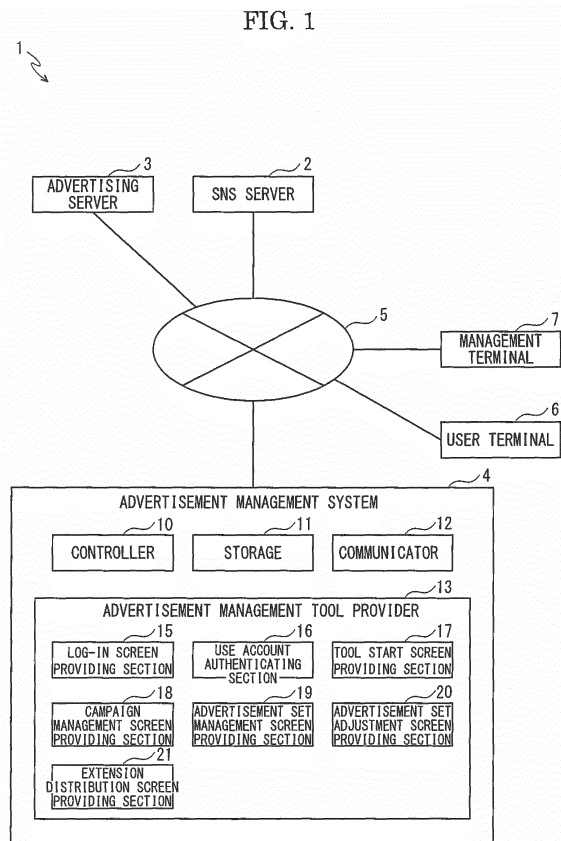 FIG. 1
1
3
2
ADVERTISING
SERVER
SNS SERVER
5
7
MANAGEMENT
TERMINAL
6
USER TERMINAL
4
ADVERTISEMENT MANAGEMENT SYSTEM
10
11
12
CONTROLLER
STORAGE
COMMUNICATOR
13
ADVERTISEMENT MANAGEMENT TOOL PROVIDER
15
16
17
LOG-IN SCREEN
PROVIDING SECTION
USE ACCOUNT
AUTHENTICATING
SECTION
TOOL START SCREEN
PROVIDING SECTION
18
19
20
CAMPAIGN
MANAGEMENT SCREEN
PROVIDING SECTION
ADVERTISEMENT SET
MANAGEMENT SCREEN
PROVIDING SECTION
ADVERTISEMENT SET
ADJUSTMENT SCREEN
PROVIDING SECTION
21
EXTENSION
DISTRIBUTION SCREEN
PROVIDING SECTION